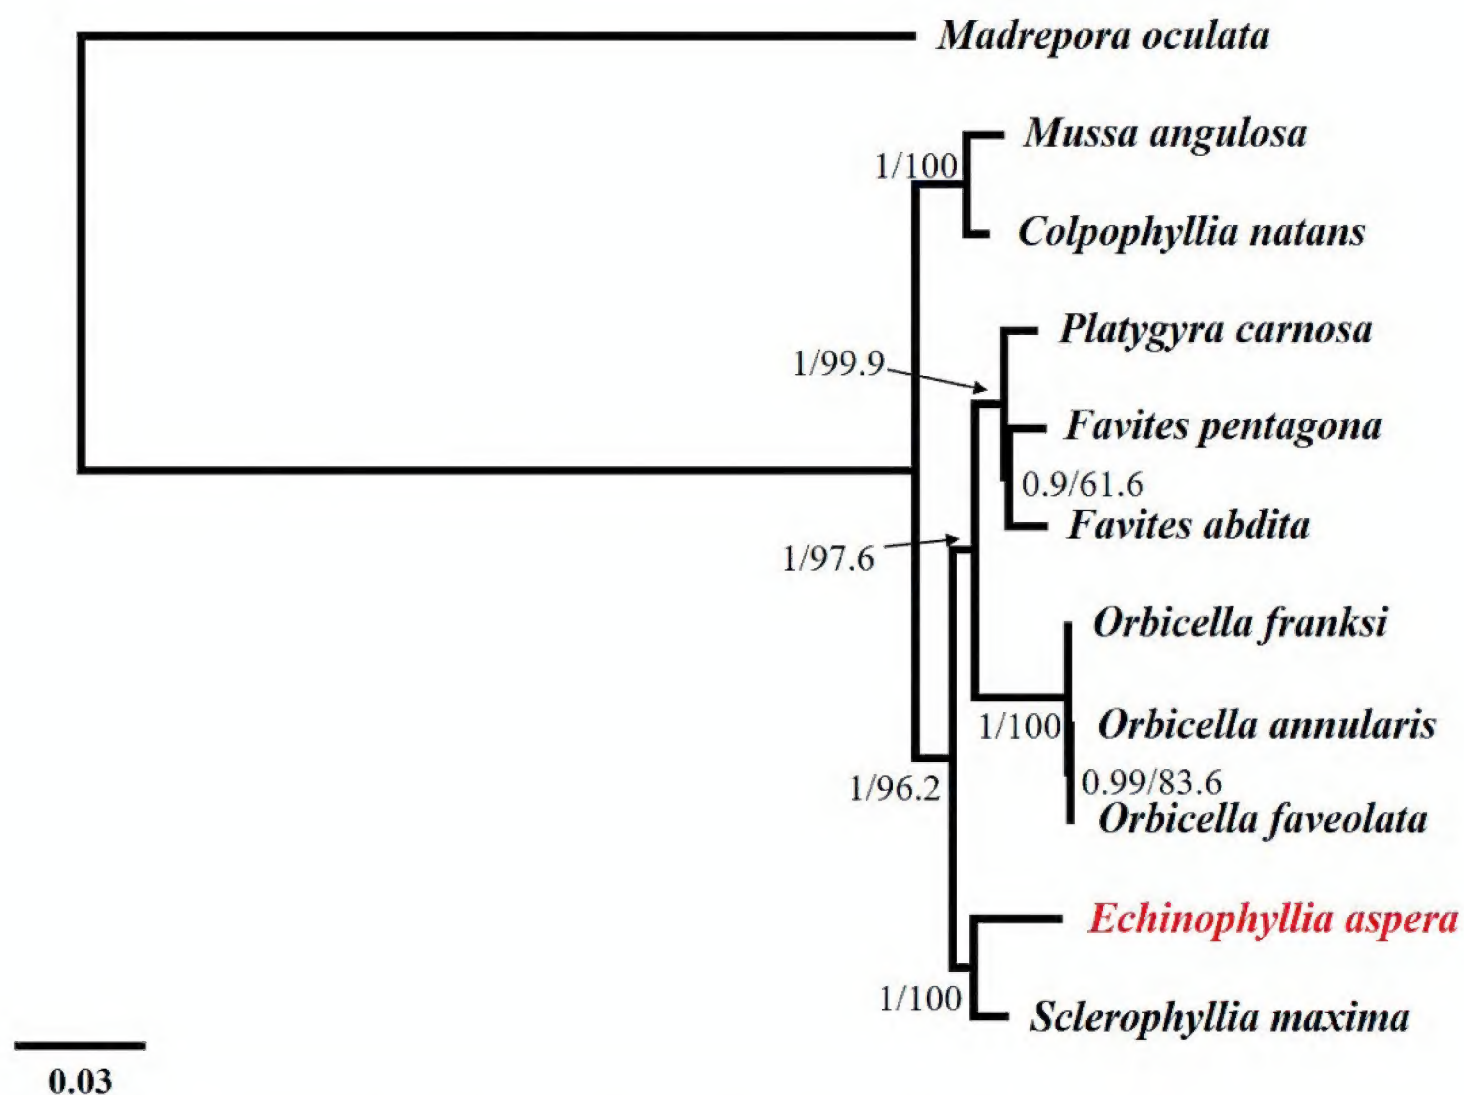 Madrepora oculata
Mussa angulosa
1/100
Colpophyllia natans
Platygyra carnosa
1/99.9
Favites pentagona
0.9/61.6
Favites abdita
1/97.6
Orbicella franksi
1/100
Orbicella annularis
0.99/83.6
1/96.2
Orbicella faveolata
Echinophyllia aspera
1/100
Sclerophyllia maxima
0.03